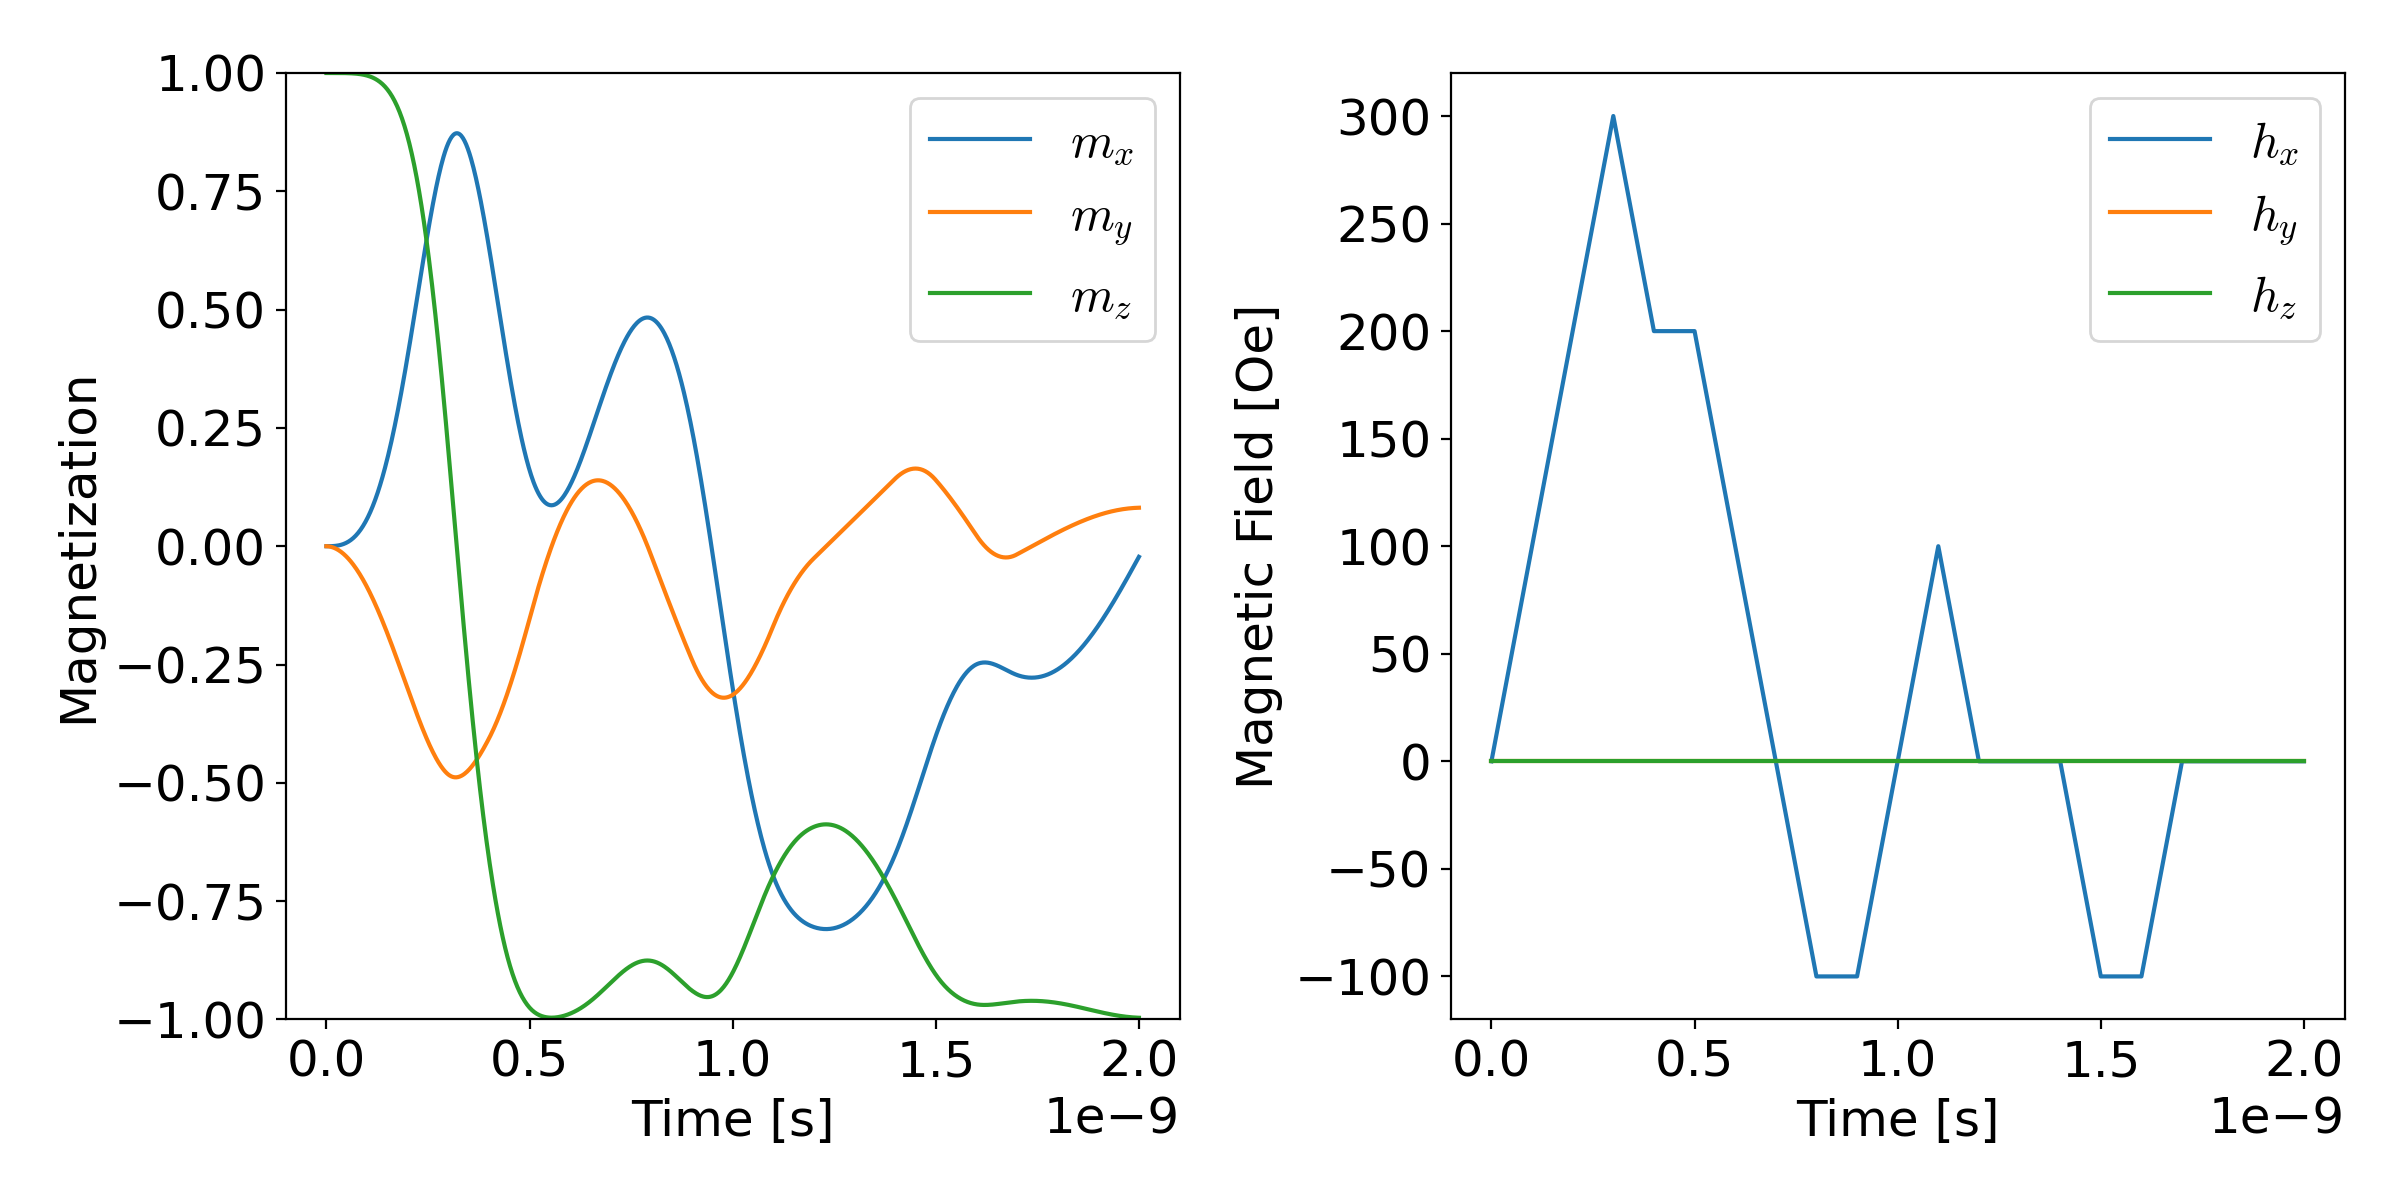 1.00
0.75
0.50
0.25
0.00
−0.25
−0.50
−0.75
−1.00
Magnetization
0.0 0.5 1.0 1.5 2.0
Time [s]
1e−9
m_x
m_y
m_z
300
250
200
150
100
50
0
−50
−100
Magnetic Field [Oe]
0.0 0.5 1.0 1.5 2.0
Time [s]
1e−9
h_x
h_y
h_z